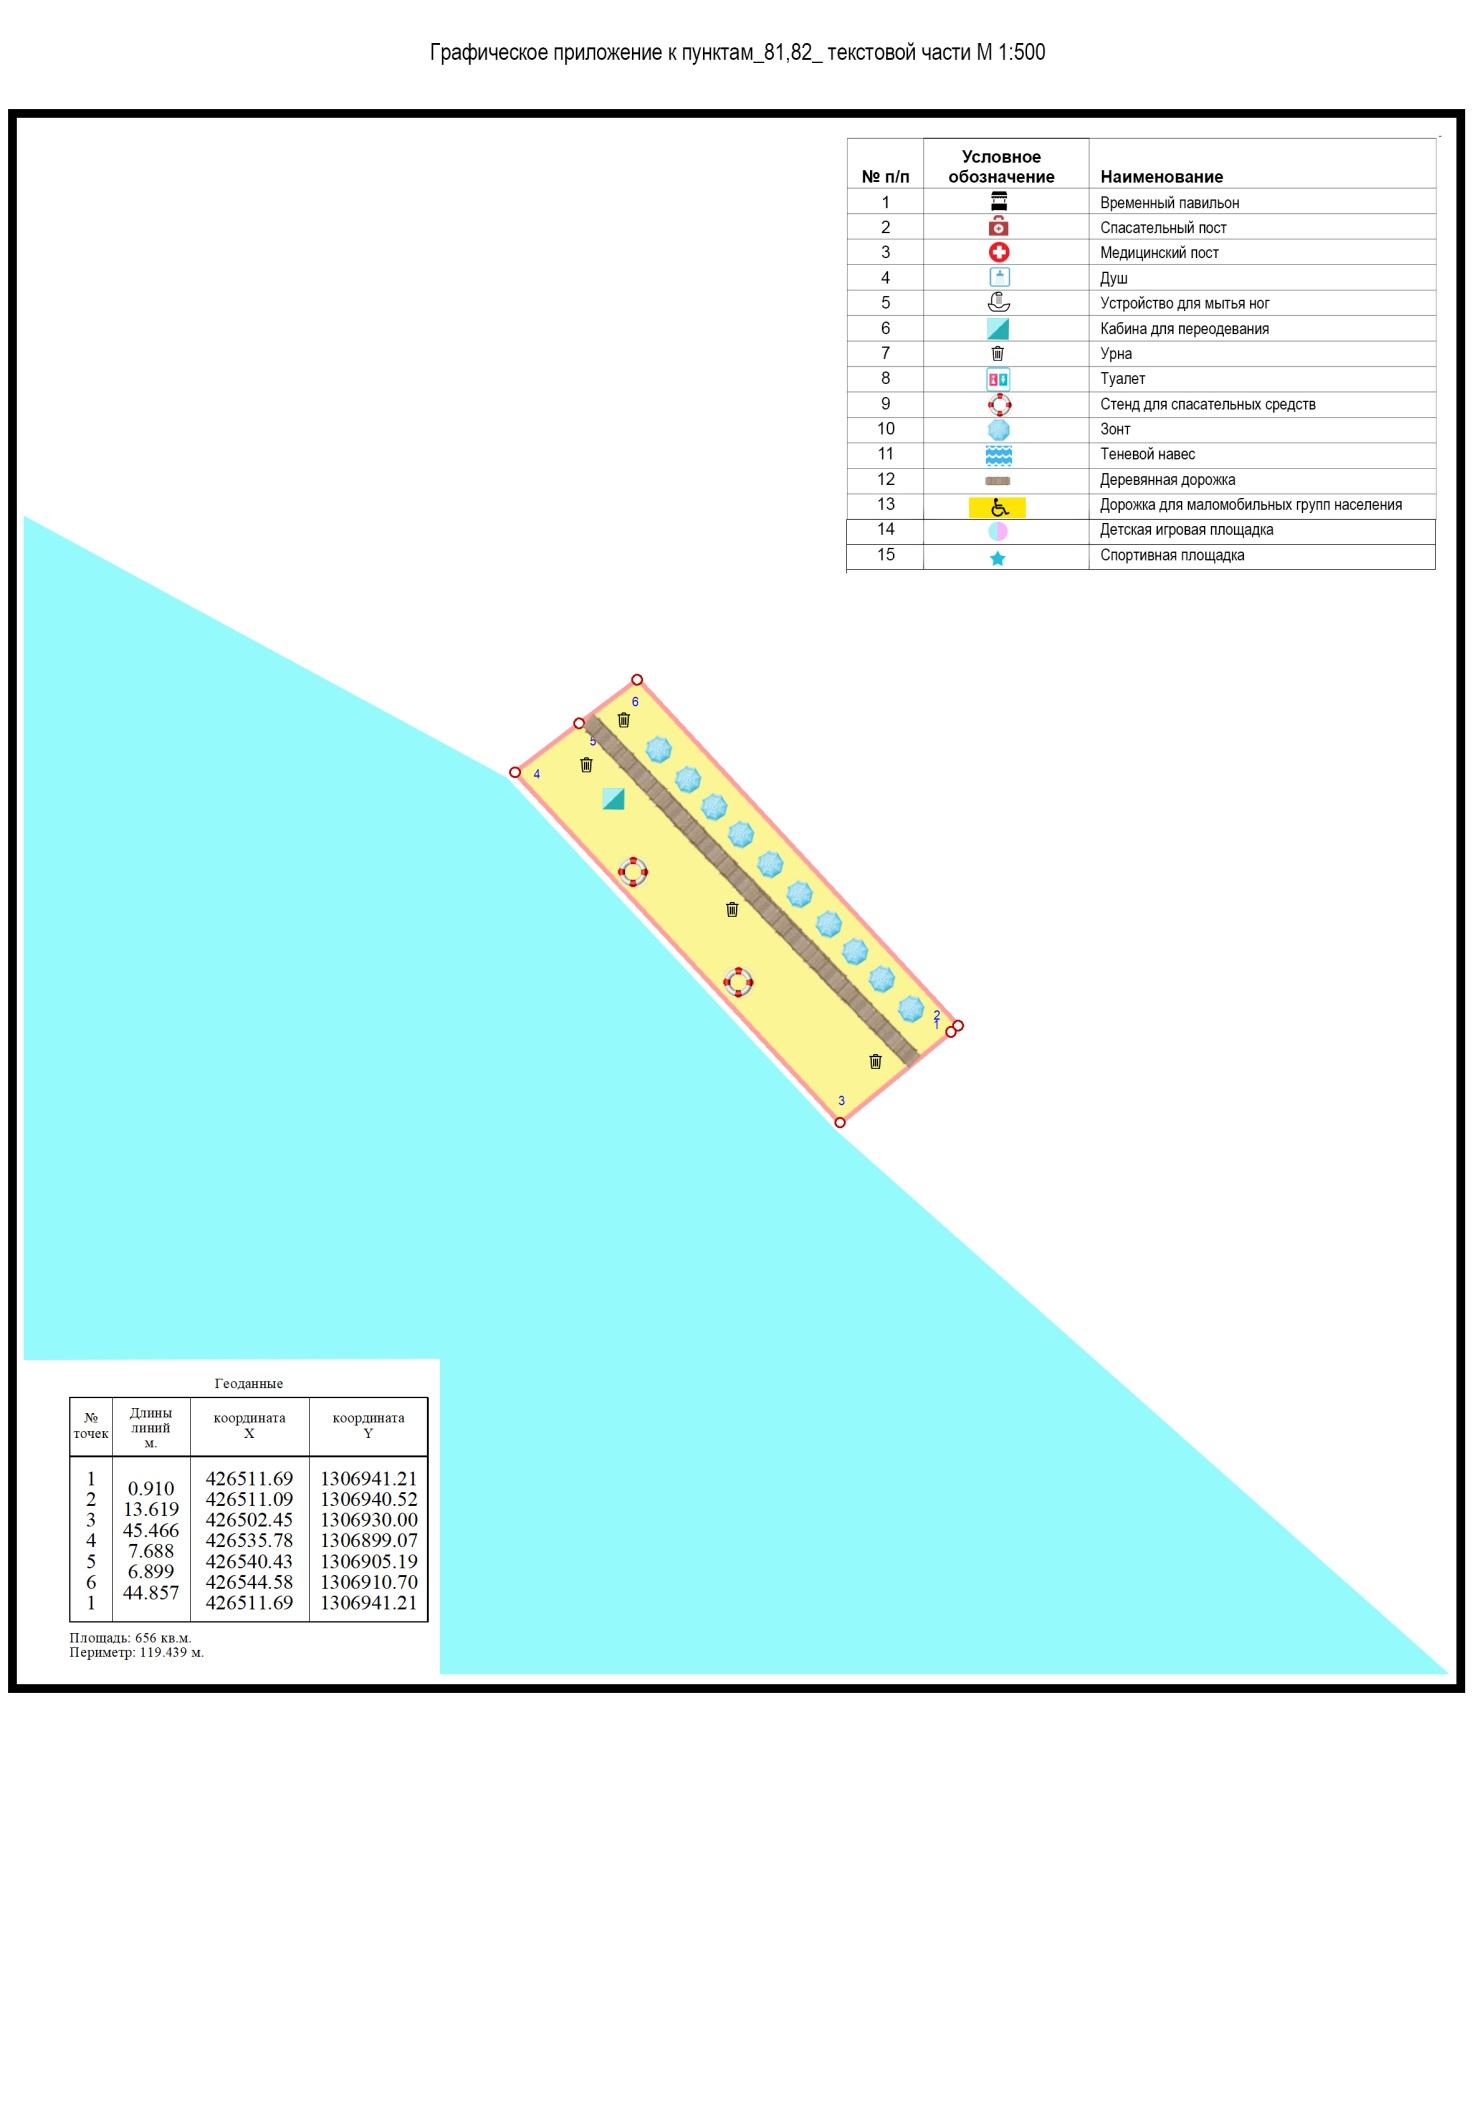 Графическое приложение к пунктам_81,82_ текстовой части М 1:500
№ п/п Условное обозначение Наименование
1 Временный павильон
2 Спасательный пост
3 Медицинский пост
4 Душ
5 Устройство для мытья ног
6 Кабина для переодевания
7 Урна
8 Туалет
9 Стенд для спасательных средств
10 Зонт
11 Теневой навес
12 Деревянная дорожка
13 Дорожка для маломобильных групп населения
14 Детская игровая площадка
15 Спортивная площадка
6
5
4
2
1
3
Геоданные
№ точек Длины линий м. координата X координата Y
1 426511.69 1306941.21
0.910
2 426511.09 1306940.52
13.619
3 426502.45 1306930.00
45.466
4 426535.78 1306899.07
7.688
5 426540.43 1306905.19
6.899
6 426544.58 1306910.70
44.857
1 426511.69 1306941.21
Площадь: 656 кв.м.
Периметр: 119.439 м.